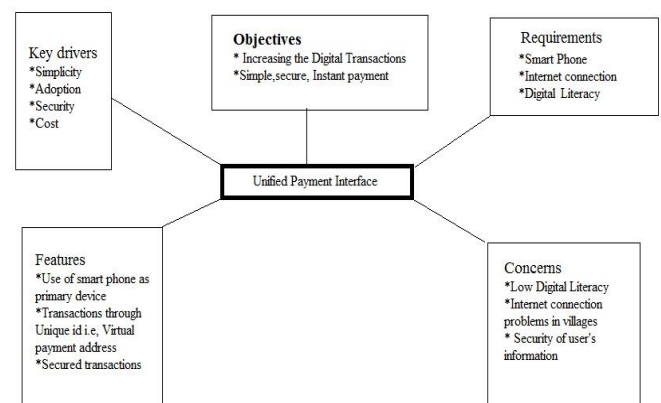 Key drivers
*Simplicity
*Adoption
*Security
*Cost
Objectives
* Increasing the Digital Transactions
*Simple,secure, Instant payment
Requirements
*Smart Phone
*Internet connection
*Digital Literacy
Unified Payment Interface
Features
*Use of smart phone as
primary device
*Transactions through
Unique id i.e, Virtual
payment address
*Secured transactions
Concerns
*Low Digital Literacy
*Internet connection
problems in villages
* Security of user's
information